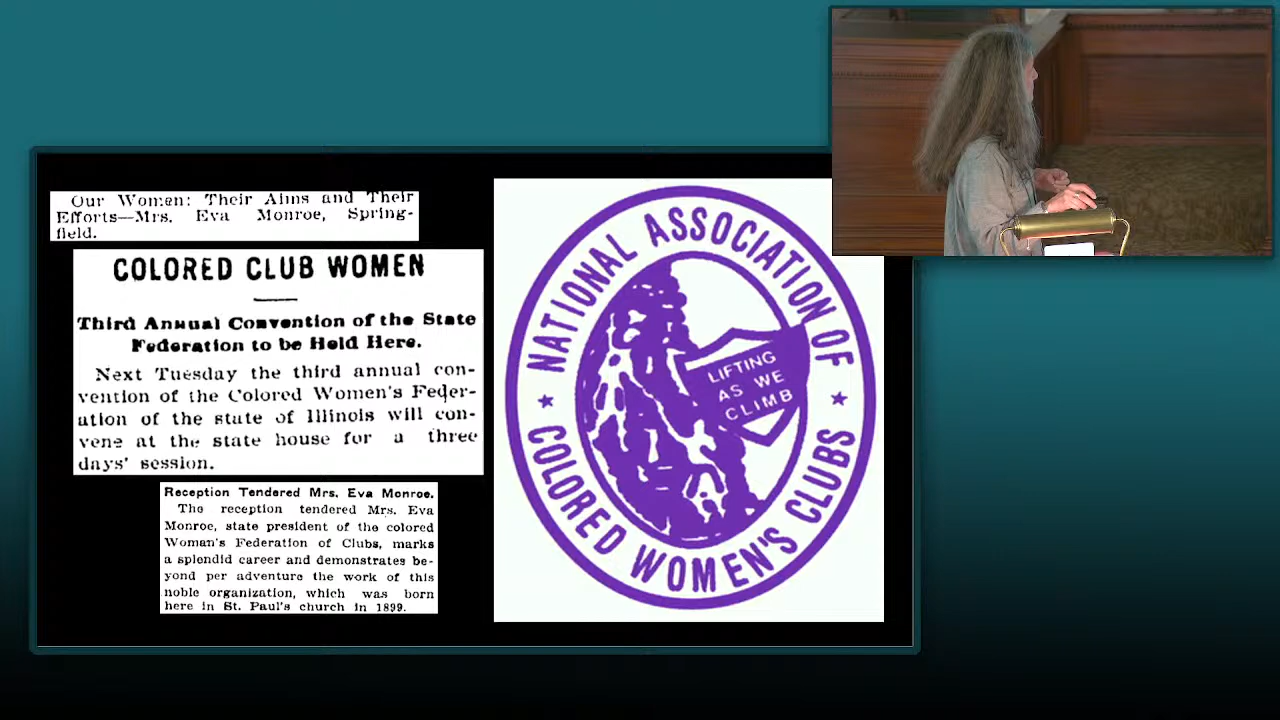 Our Women: Their Aims and Their
Efforts—Mrs. Eva Monroe, Spring-
field.
COLORED CLUB WOMEN
Third Annual Convention of the State
Federation to be Held Here.
Next Tuesday the third annual con-
vention of the Colored Women's Feder-
ation of the state of Illinois will con-
vene at the state house for a three
days' session.
Reception Tendered Mrs. Eva Monroe.
The reception tendered Mrs. Eva
Monroe, state president of the colored
Woman's Federation of Clubs, marks
a splendid career and demonstrates be-
yond per adventure the work of this
noble organization, which was born
here in St. Paul's church in 1899.
NATIONAL ASSOCIATION OF
COLORED WOMEN'S CLUBS
LIFTING
AS WE
CLIMB